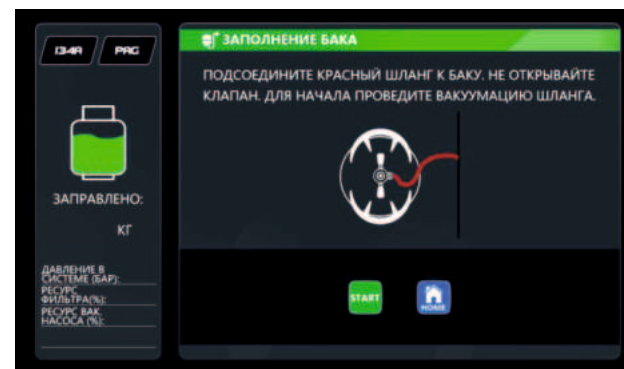 134A PAG
ЗАПОЛНЕНИЕ БАКА
ПОДСОЕДИНИТЕ КРАСНЫЙ ШЛАНГ К БАКУ. НЕ ОТКРЫВАЙТЕ
КЛАПАН. ДЛЯ НАЧАЛА ПРОВЕДИТЕ ВАКУУМАЦИЮ ШЛАНГА.
ЗАПРАВЛЕНО:
КГ
ДАВЛЕНИЕ В
СИСТЕМЕ (БАР):
РЕСУРС
ФИЛЬТРА(%):
РЕСУРС ВАК.
НАСОСА (%):
START HOME